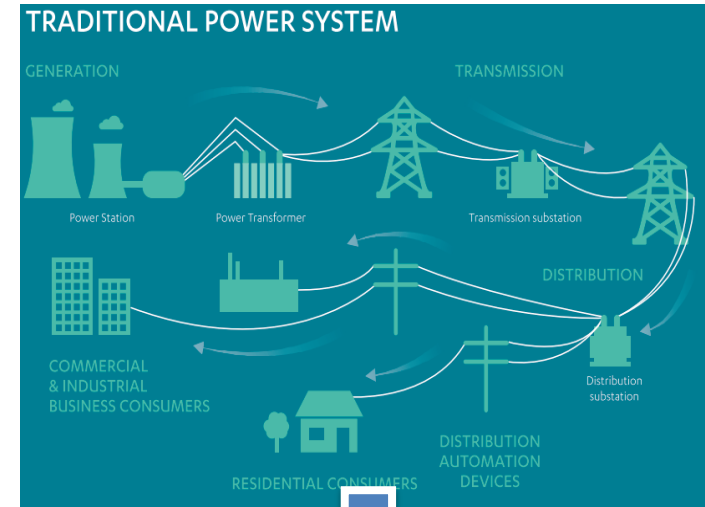 TRADITIONAL POWER SYSTEM
GENERATION
TRANSMISSION
Power Station
Power Transformer
Transmission substation
DISTRIBUTION
COMMERCIAL
& INDUSTRIAL
BUSINESS CONSUMERS
Distribution
substation
DISTRIBUTION
AUTOMATION
DEVICES
RESIDENTIAL CONSUMERS